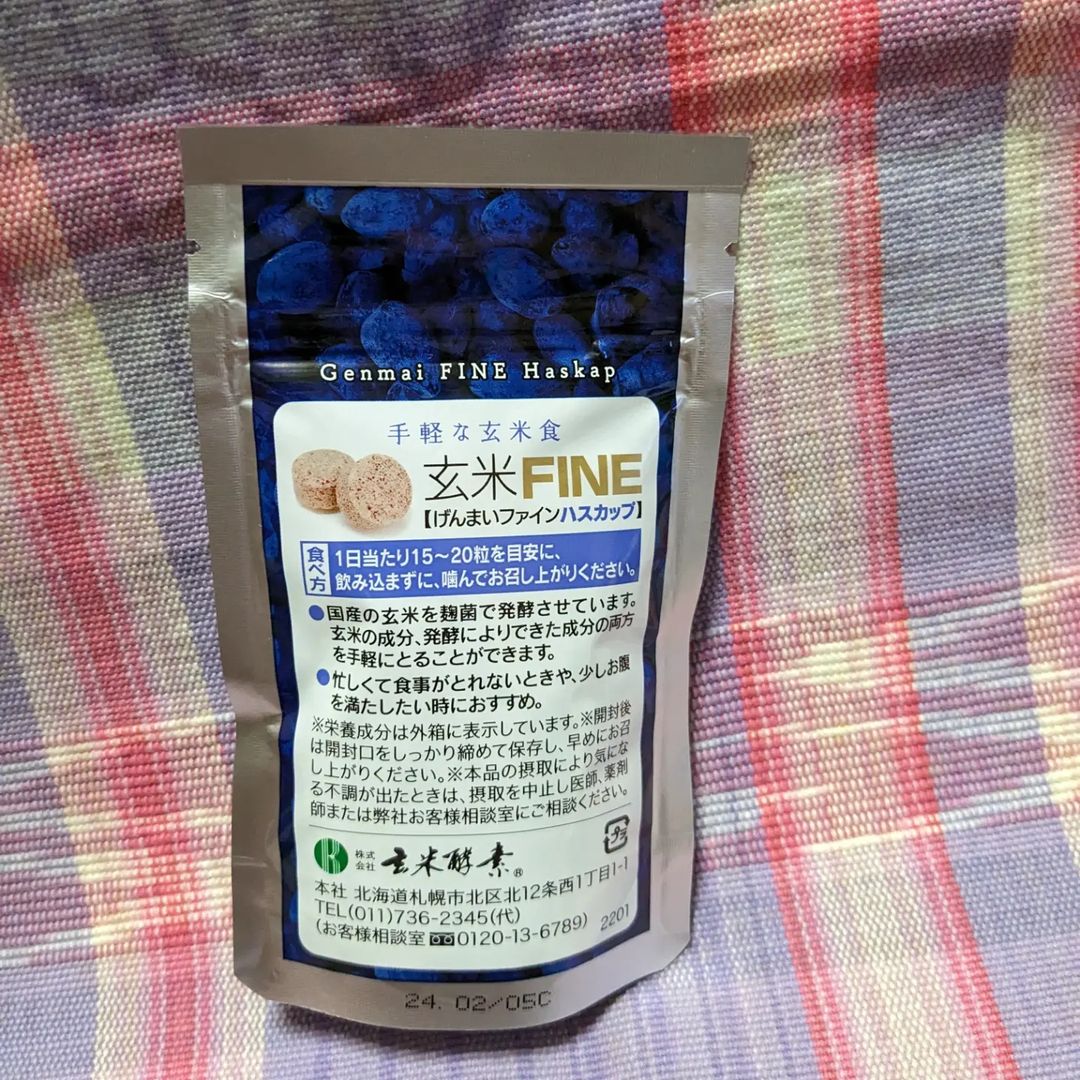 Genmai FINE Haskap
手軽な玄米食
玄米FINE
【げんまいファインハスカップ】
食べ方
1日当たり15～20粒を目安に、
飲み込まずに、噛んでお召し上がりください。
●国産の玄米を麹菌で発酵させています。
玄米の成分、発酵によりできた成分の両方
を手軽にとることができます。
●忙しくて食事がとれないときや、少しお腹
を満たしたい時におすすめ。
※栄養成分は外箱に表示しています。※開封後
は開封口をしっかり締めて保存し、早めにお召
し上がりください。※本品の摂取により気にな
る不調が出たときは、摂取を中止し医師、薬剤
師または弊社お客様相談室にご相談ください。
プラ
株式会社 玄米酵素®
本社 北海道札幌市北区北12条西1丁目1-1
TEL(011)736-2345(代)
(お客様相談室 0120-13-6789) 2201
24. 02/05C